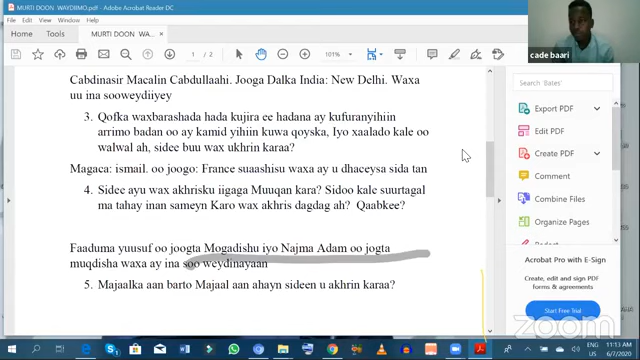 MURTI DOON WAYDIIMO.pdf - Adobe Acrobat Reader DC
File Edit View Window Help
Home Tools MURTI DOON WAY... ×
1 / 2 101%
cade baari
Cabdinasir Macalin Cabdullaahi. Jooga Dalka India: New Delhi. Waxa
uu ina sooweydiiyey
3. Qofka waxbarashada hada kujira ee hadana ay kufuranyihiin
arrimo badan oo ay kamid yihiin kuwa qoyska, Iyo xaalado kale oo
walwal ah, sidee buu wax ukhrin karaa?
Magaca: ismail. oo joogo: France suaashisu waxa ay u dhaceysa sida tan
4. Sidee ayu wax akhrisku iigaga Muuqan kara? Sidoo kale suurtagal
ma tahay inan sameyn Karo wax akhris dagdag ah? Qaabkee?
Faaduma yuusuf oo joogta Mogadishu iyo Najma Adam oo jogta
muqdisha waxa ay ina soo weydinayaan
5. Majaalka aan barto Majaal aan ahayn sideen u akhrin karaa?
Search 'Bates'
Export PDF
Edit PDF
Create PDF
Comment
Combine Files
Organize Pages
Acrobat Pro with E-Sign
Create, edit and sign PDF
forms & agreements
Start Free Trial
zoom
ENG
US
11:13 AM
6/7/2020